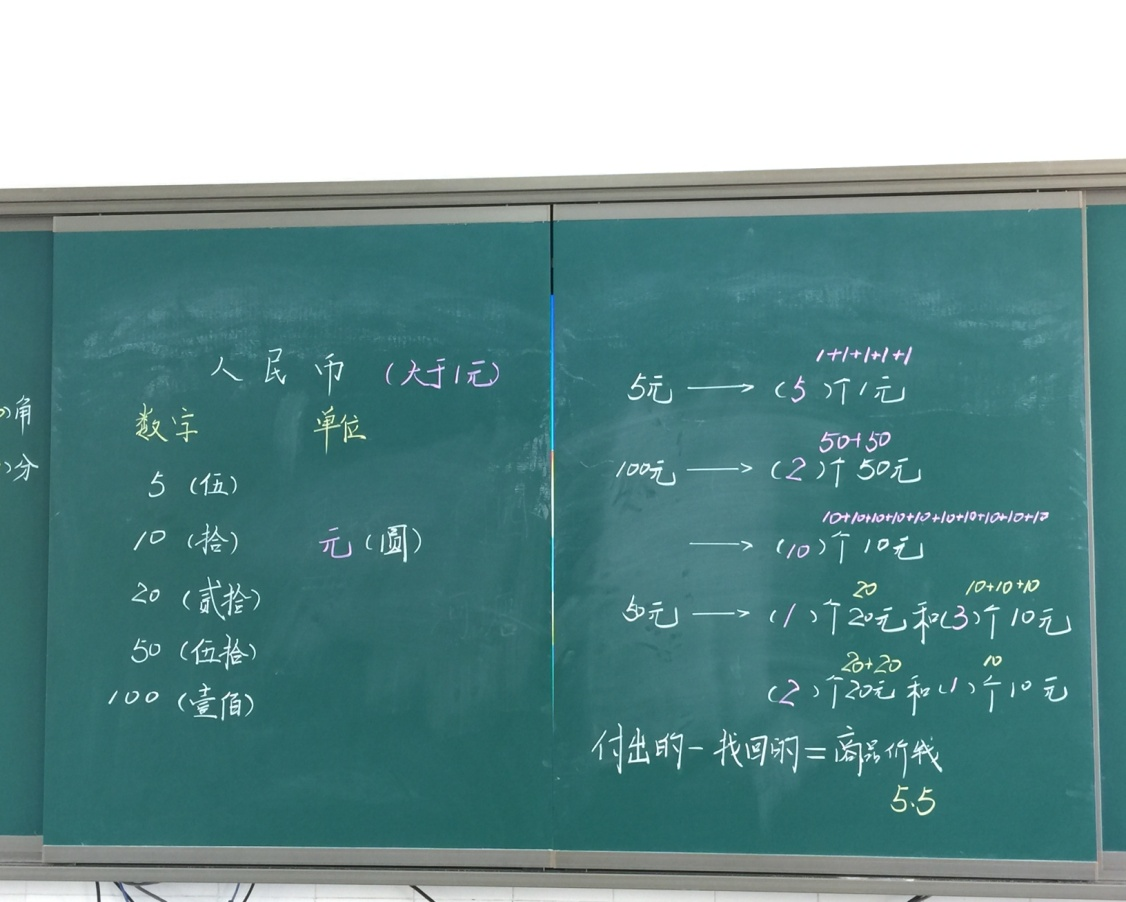 角
分
人民币（大于1元）
数字 单位
5（伍）
10（拾） 元（圆）
20（贰拾）
50（伍拾）
100（壹佰）
1+1+1+1+1
5元 → （5）个1元
50+50
100元 → （2）个50元
10+10+10+10+10+10+10+10+10+10
→ （10）个10元
20 10+10+10
50元 → （1）个20元和（3）个10元
20+20 10
（2）个20元和（1）个10元
付出的－找回的＝商品价钱
5.5